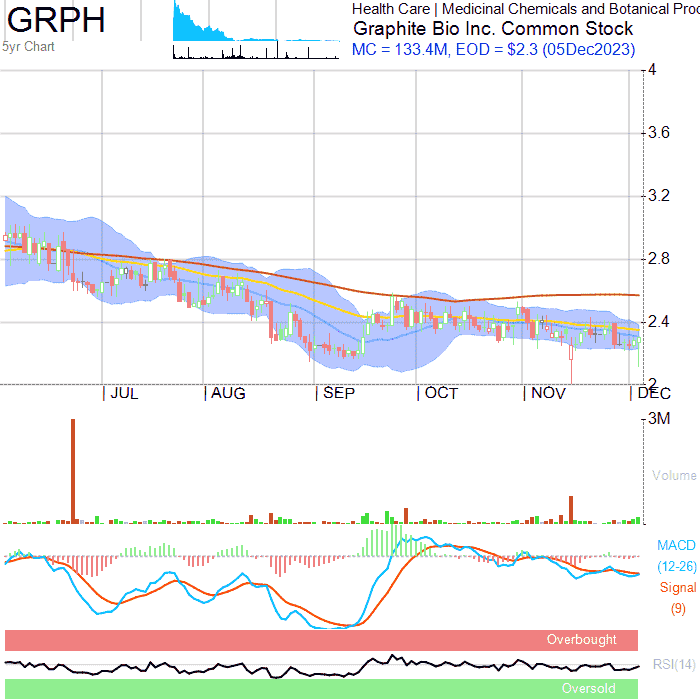 GRPH
5yr Chart
Health Care | Medicinal Chemicals and Botanical Proc
Graphite Bio Inc. Common Stock
MC = 133.4M, EOD = $2.3 (05Dec2023)
4
3.6
3.2
2.8
2.4
2
| JUL | AUG | SEP | OCT | NOV | DEC
3M
Volume
MACD
(12-26)
Signal
(9)
Overbought
RSI(14)
Oversold